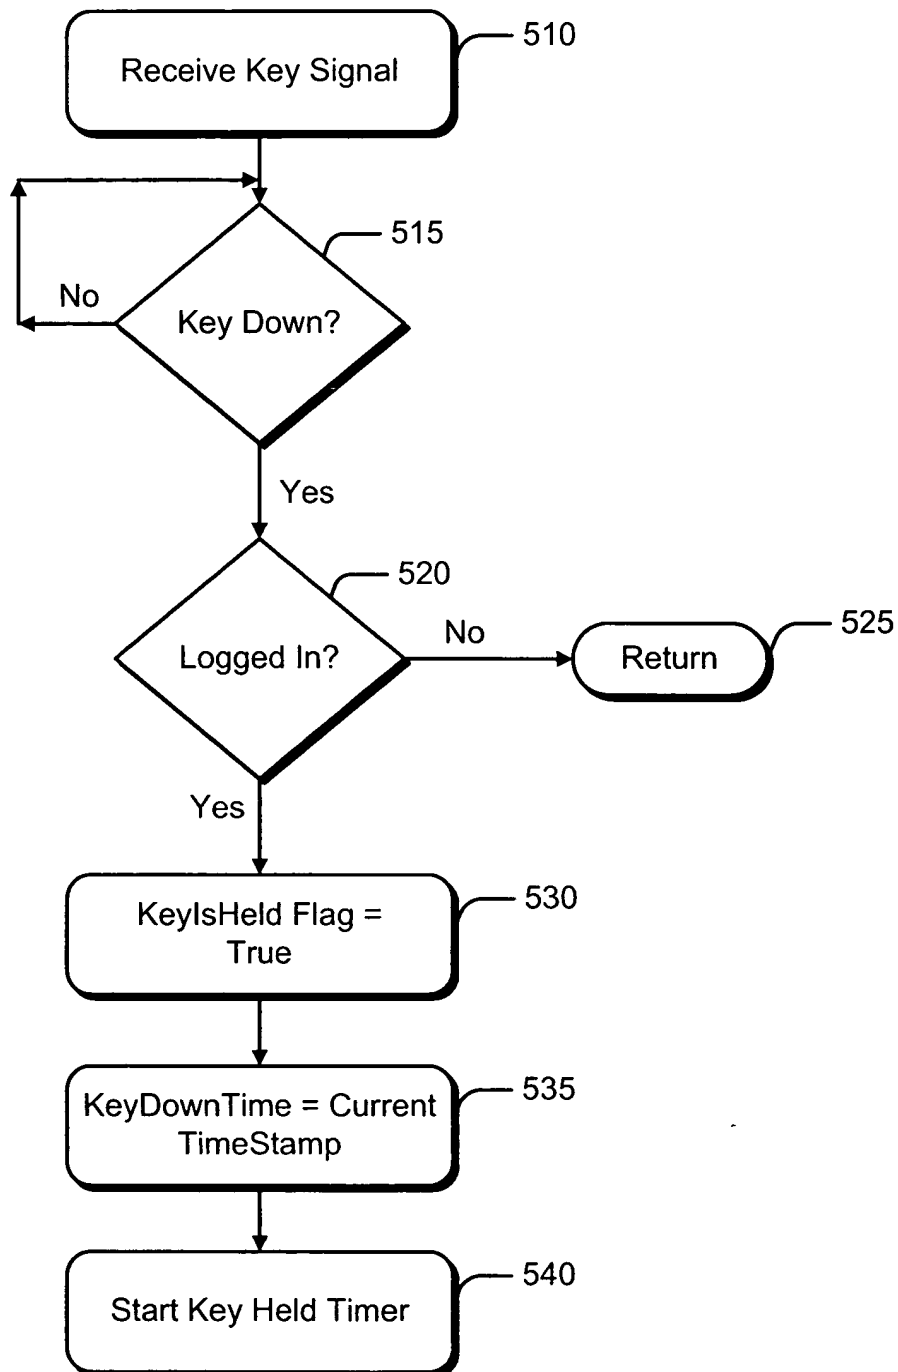 Receive Key Signal
510
515
No
Key Down?
Yes
520
Logged In?
No
Return
525
Yes
KeyIsHeld Flag =
True
530
KeyDownTime = Current
TimeStamp
535
Start Key Held Timer
540